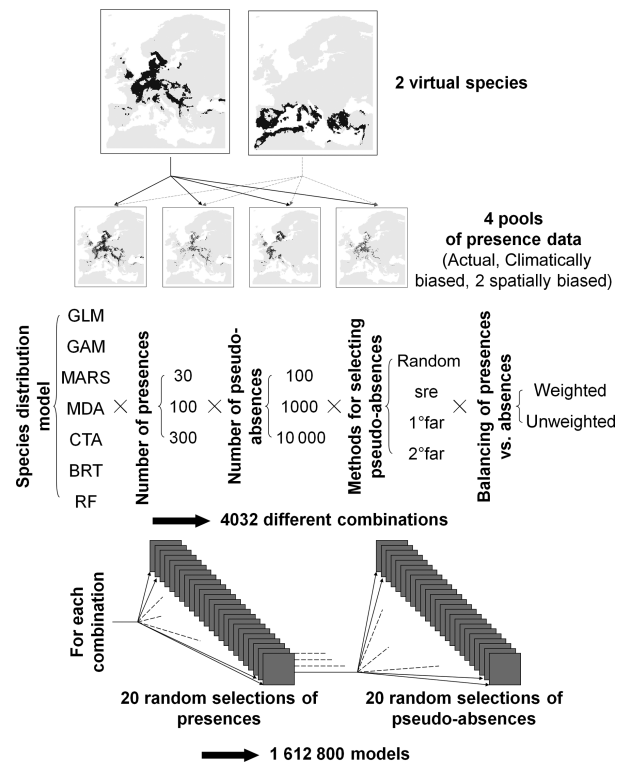 2 virtual species
4 pools
of presence data
(Actual, Climatically
biased, 2 spatially biased)
Species distribution
model
GLM
GAM
MARS
MDA
CTA
BRT
RF
×
Number of presences
30
100
300
×
Number of pseudo-
absences
100
1000
10 000
×
Methods for selecting
pseudo-absences
Random
sre
1°far
2°far
×
Balancing of presences
vs. absences
Weighted
Unweighted
4032 different combinations
For each
combination
20 random selections of
presences
20 random selections of
pseudo-absences
1 612 800 models